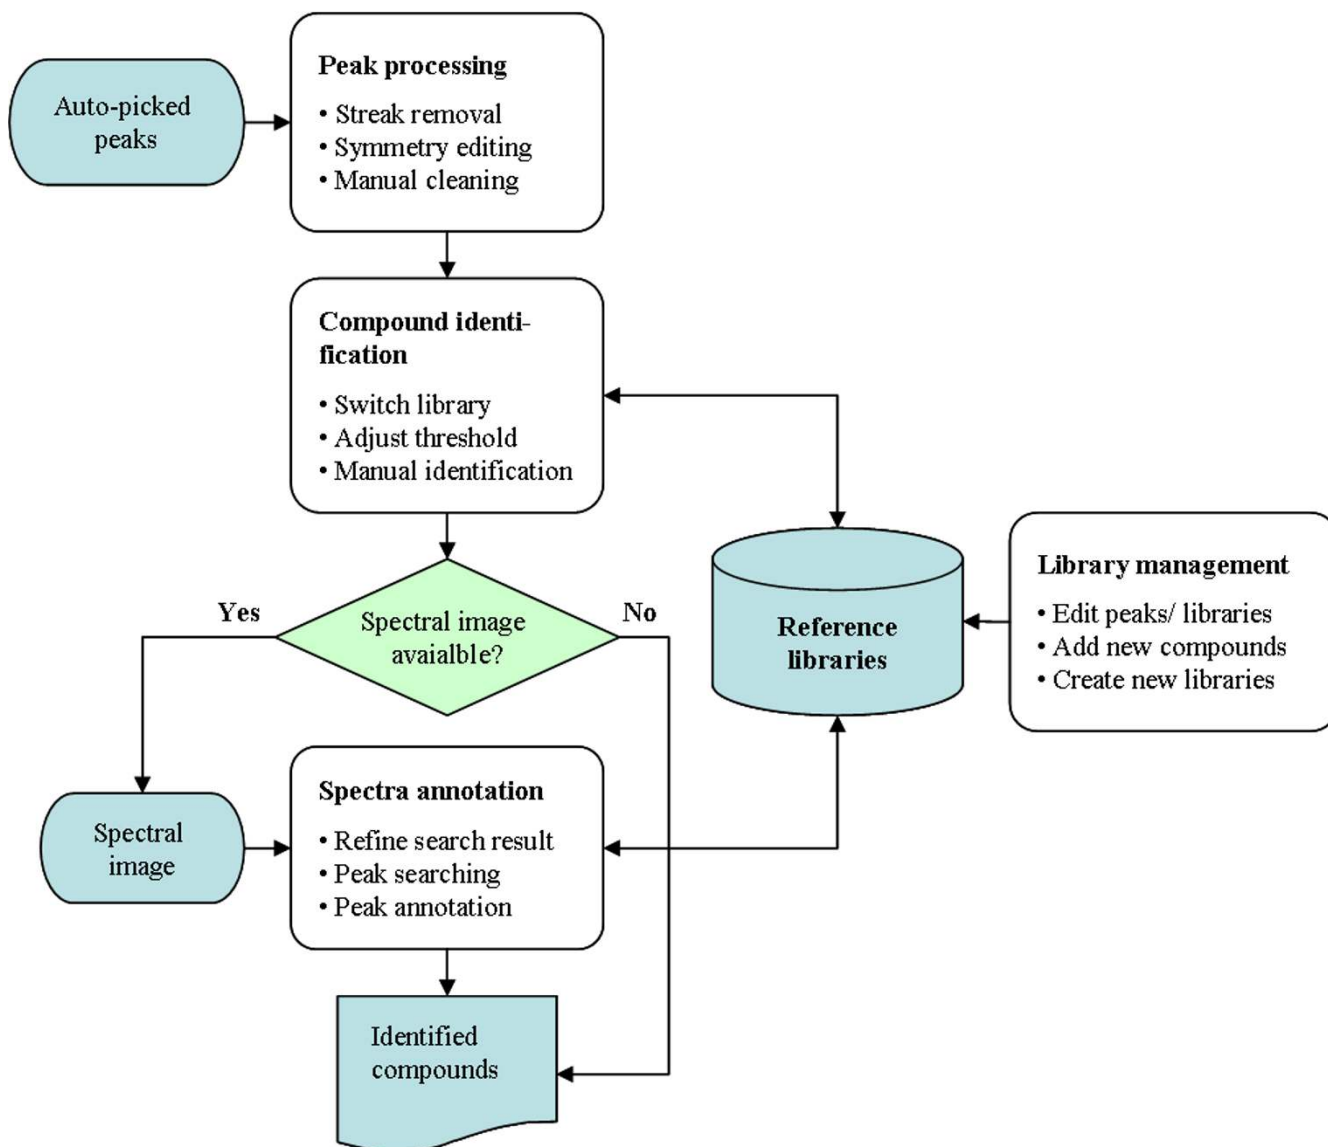 Auto-picked
peaks
Peak processing
• Streak removal
• Symmetry editing
• Manual cleaning
Compound identi-
fication
• Switch library
• Adjust threshold
• Manual identification
Yes
Spectral image
avaialble?
No
Reference
libraries
Library management
• Edit peaks/ libraries
• Add new compounds
• Create new libraries
Spectral
image
Spectra annotation
• Refine search result
• Peak searching
• Peak annotation
Identified
compounds